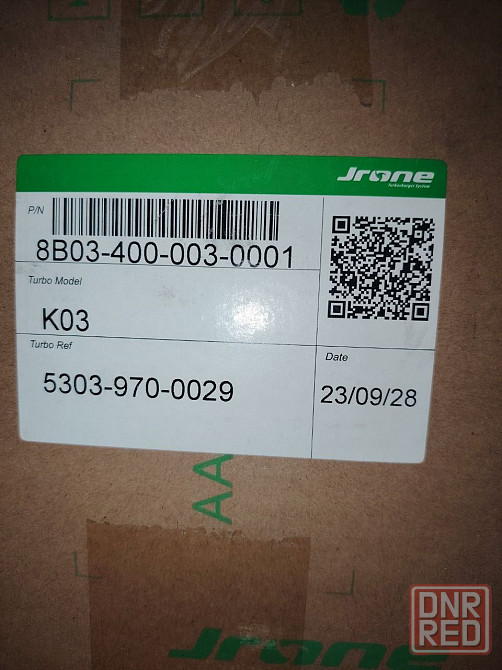 Jrone
Turbocharger System
P/N
8B03-400-003-0001
Turbo Model
K03
Turbo Ref
5303-970-0029
Date
23/09/28
AA
Jrone
DNR
RED